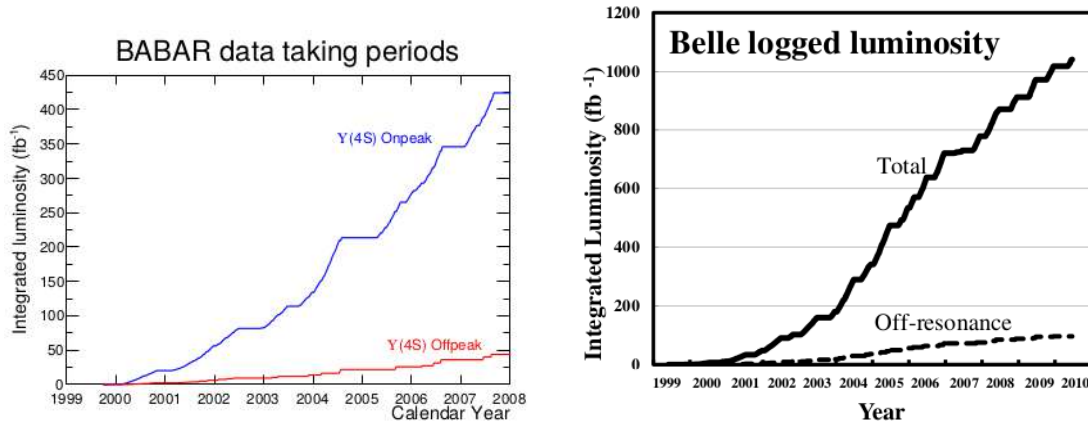 BABAR data taking periods
Integrated luminosity (fb⁻¹)
450
400
350
300
250
200
150
100
50
0
ϒ(4S) Onpeak
ϒ(4S) Offpeak
1999 2000 2001 2002 2003 2004 2005 2006 2007 2008
Calendar Year
Belle logged luminosity
Integrated Luminosity (fb ⁻¹)
1200
1000
800
600
400
200
0
Total
Off-resonance
1999 2000 2001 2002 2003 2004 2005 2006 2007 2008 2009 2010
Year